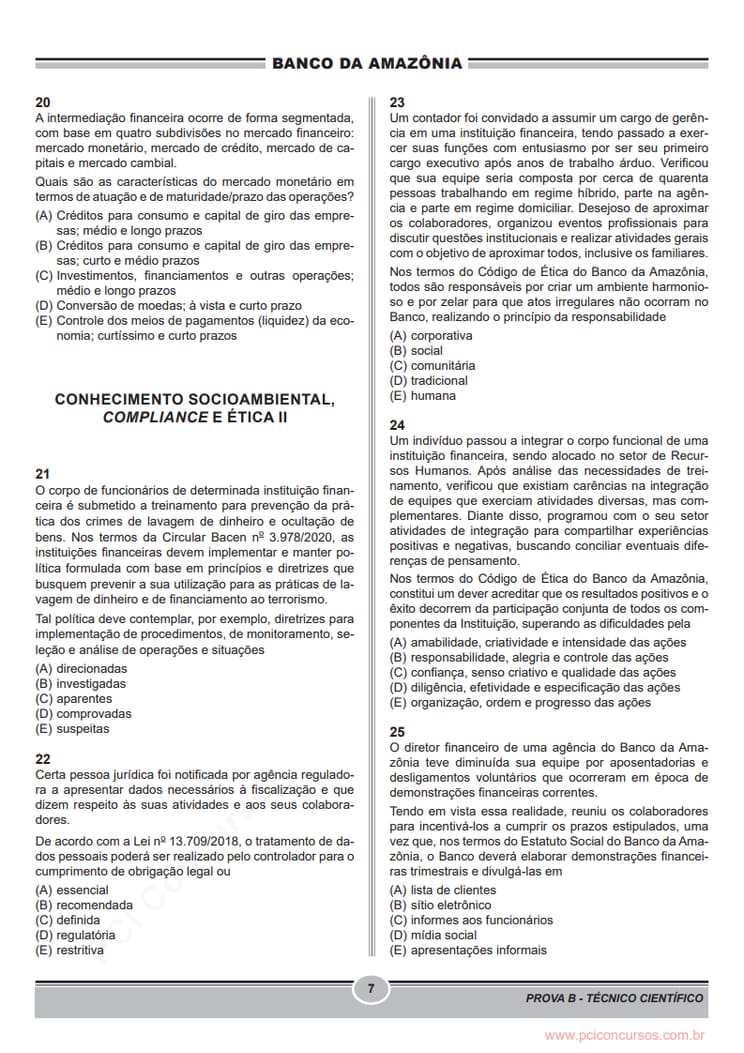 BANCO DA AMAZÔNIA
20
A intermediação financeira ocorre de forma segmentada,
com base em quatro subdivisões no mercado financeiro:
mercado monetário, mercado de crédito, mercado de ca-
pitais e mercado cambial.
Quais são as características do mercado monetário em
termos de atuação e de maturidade/prazo das operações?
(A) Créditos para consumo e capital de giro das empre-
sas; médio e longo prazos
(B) Créditos para consumo e capital de giro das empre-
sas; curto e médio prazos
(C) Investimentos, financiamentos e outras operações;
médio e longo prazos
(D) Conversão de moedas; à vista e curto prazo
(E) Controle dos meios de pagamentos (liquidez) da eco-
nomia; curtíssimo e curto prazos
CONHECIMENTO SOCIOAMBIENTAL,
COMPLIANCE E ÉTICA II
21
O corpo de funcionários de determinada instituição finan-
ceira é submetido a treinamento para prevenção da prá-
tica dos crimes de lavagem de dinheiro e ocultação de
bens. Nos termos da Circular Bacen nº 3.978/2020, as
instituições financeiras devem implementar e manter po-
lítica formulada com base em princípios e diretrizes que
busquem prevenir a sua utilização para as práticas de la-
vagem de dinheiro e de financiamento ao terrorismo.
Tal política deve contemplar, por exemplo, diretrizes para
implementação de procedimentos, de monitoramento, se-
leção e análise de operações e situações
(A) direcionadas
(B) investigadas
(C) aparentes
(D) comprovadas
(E) suspeitas
22
Certa pessoa jurídica foi notificada por agência regulado-
ra a apresentar dados necessários à fiscalização e que
dizem respeito às suas atividades e aos seus colabora-
dores.
De acordo com a Lei nº 13.709/2018, o tratamento de da-
dos pessoais poderá ser realizado pelo controlador para o
cumprimento de obrigação legal ou
(A) essencial
(B) recomendada
(C) definida
(D) regulatória
(E) restritiva
23
Um contador foi convidado a assumir um cargo de gerên-
cia em uma instituição financeira, tendo passado a exer-
cer suas funções com entusiasmo por ser seu primeiro
cargo executivo após anos de trabalho árduo. Verificou
que sua equipe seria composta por cerca de quarenta
pessoas trabalhando em regime híbrido, parte na agên-
cia e parte em regime domiciliar. Desejoso de aproximar
os colaboradores, organizou eventos profissionais para
discutir questões institucionais e realizar atividades gerais
com o objetivo de aproximar todos, inclusive os familiares.
Nos termos do Código de Ética do Banco da Amazônia,
todos são responsáveis por criar um ambiente harmonio-
so e por zelar para que atos irregulares não ocorram no
Banco, realizando o princípio da responsabilidade
(A) corporativa
(B) social
(C) comunitária
(D) tradicional
(E) humana
24
Um indivíduo passou a integrar o corpo funcional de uma
instituição financeira, sendo alocado no setor de Recur-
sos Humanos. Após análise das necessidades de trei-
namento, verificou que existiam carências na integração
de equipes que exerciam atividades diversas, mas com-
plementares. Diante disso, programou com o seu setor
atividades de integração para compartilhar experiências
positivas e negativas, buscando conciliar eventuais dife-
renças de pensamento.
Nos termos do Código de Ética do Banco da Amazônia,
constitui um dever acreditar que os resultados positivos e o
êxito decorrem da participação conjunta de todos os com-
ponentes da Instituição, superando as dificuldades pela
(A) amabilidade, criatividade e intensidade das ações
(B) responsabilidade, alegria e controle das ações
(C) confiança, senso criativo e qualidade das ações
(D) diligência, efetividade e especificação das ações
(E) organização, ordem e progresso das ações
25
O diretor financeiro de uma agência do Banco da Ama-
zônia teve diminuída sua equipe por aposentadorias e
desligamentos voluntários que ocorreram em época de
demonstrações financeiras correntes.
Tendo em vista essa realidade, reuniu os colaboradores
para incentivá-los a cumprir os prazos estipulados, uma
vez que, nos termos do Estatuto Social do Banco da Ama-
zônia, o Banco deverá elaborar demonstrações financei-
ras trimestrais e divulgá-las em
(A) lista de clientes
(B) sítio eletrônico
(C) informes aos funcionários
(D) mídia social
(E) apresentações informais
7
PROVA B - TÉCNICO CIENTÍFICO
www.pciconcursos.com.br